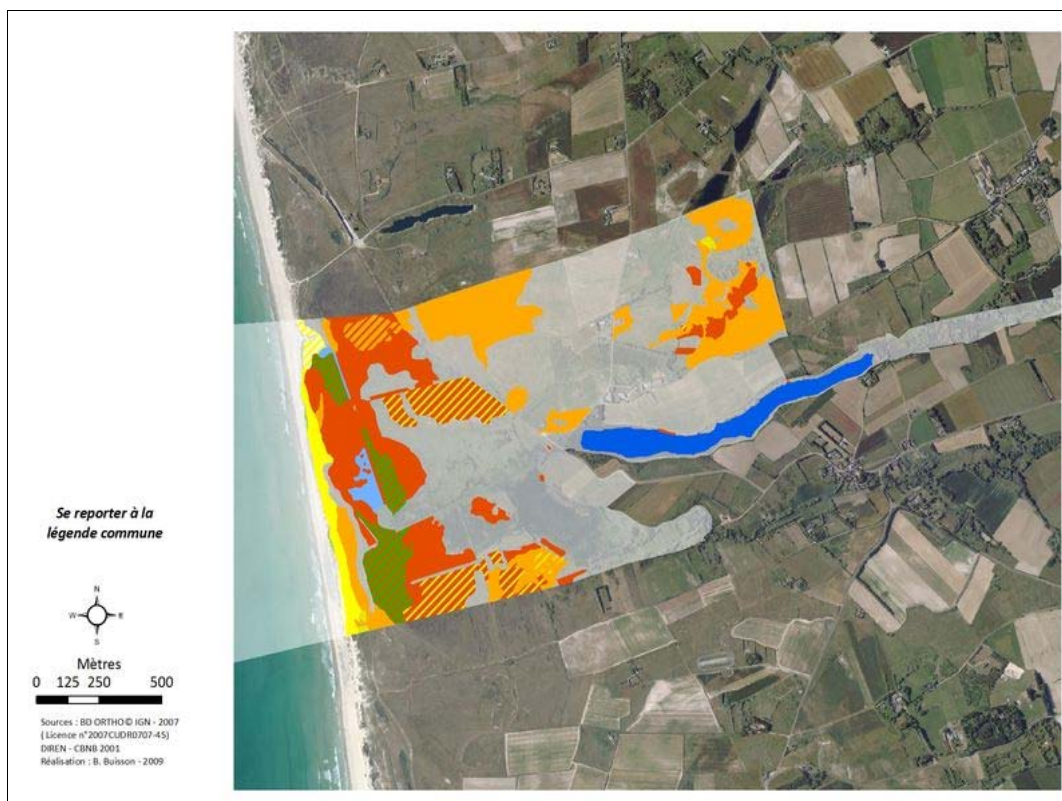 Se reporter à la
légende commune
N
W E
S
Mètres
0 125 250 500
Sources : BD ORTHO© IGN - 2007
( Licence n°2007CUDR0707-45)
DIREN - CBNB 2001
Réalisation : B. Buisson - 2009